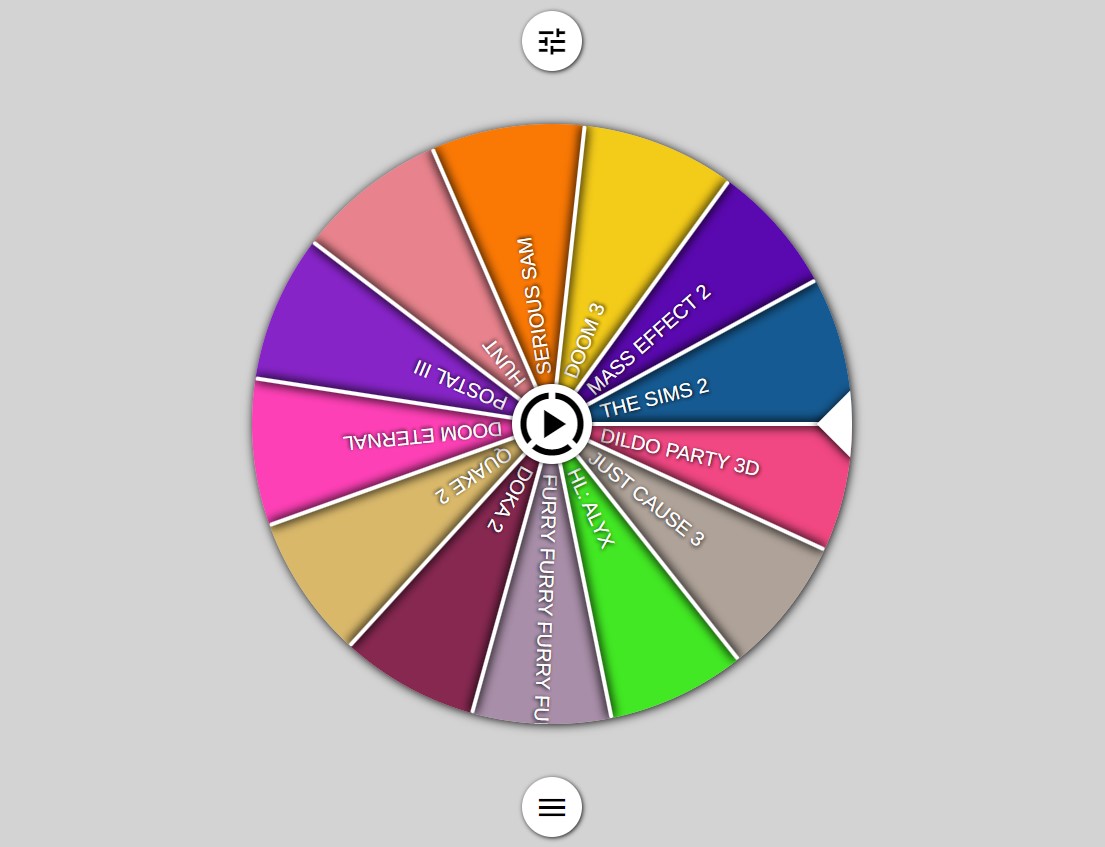 SERIOUS SAM
DOOM 3
MASS EFFECT 2
THE SIMS 2
DILDO PARTY 3D
JUST CAUSE 3
HL: ALYX
FURRY FURRY FURRY FU
DOKA 2
QUAKE 2
DOOM ETERNAL
POSTAL III
HUNT